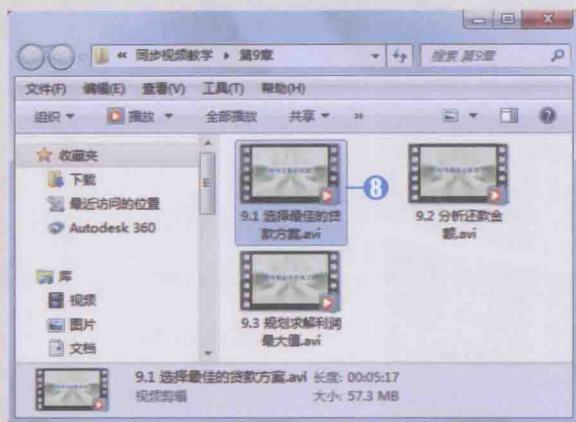 « 同步视频教学 ▸ 第9章
搜索 第9章
文件(F) 编辑(E) 查看(V) 工具(T) 帮助(H)
组织 播放 全部播放 共享 »
收藏夹
下载
最近访问的位置
Autodesk 360
库
视频
图片
文档
9.1 选择最佳的贷
款方案.avi
8
9.2 分析还款金
额.avi
9.3 规划求解利润
最大值.avi
9.1 选择最佳的贷款方案.avi 长度: 00:05:17
视频剪辑 大小: 57.3 MB